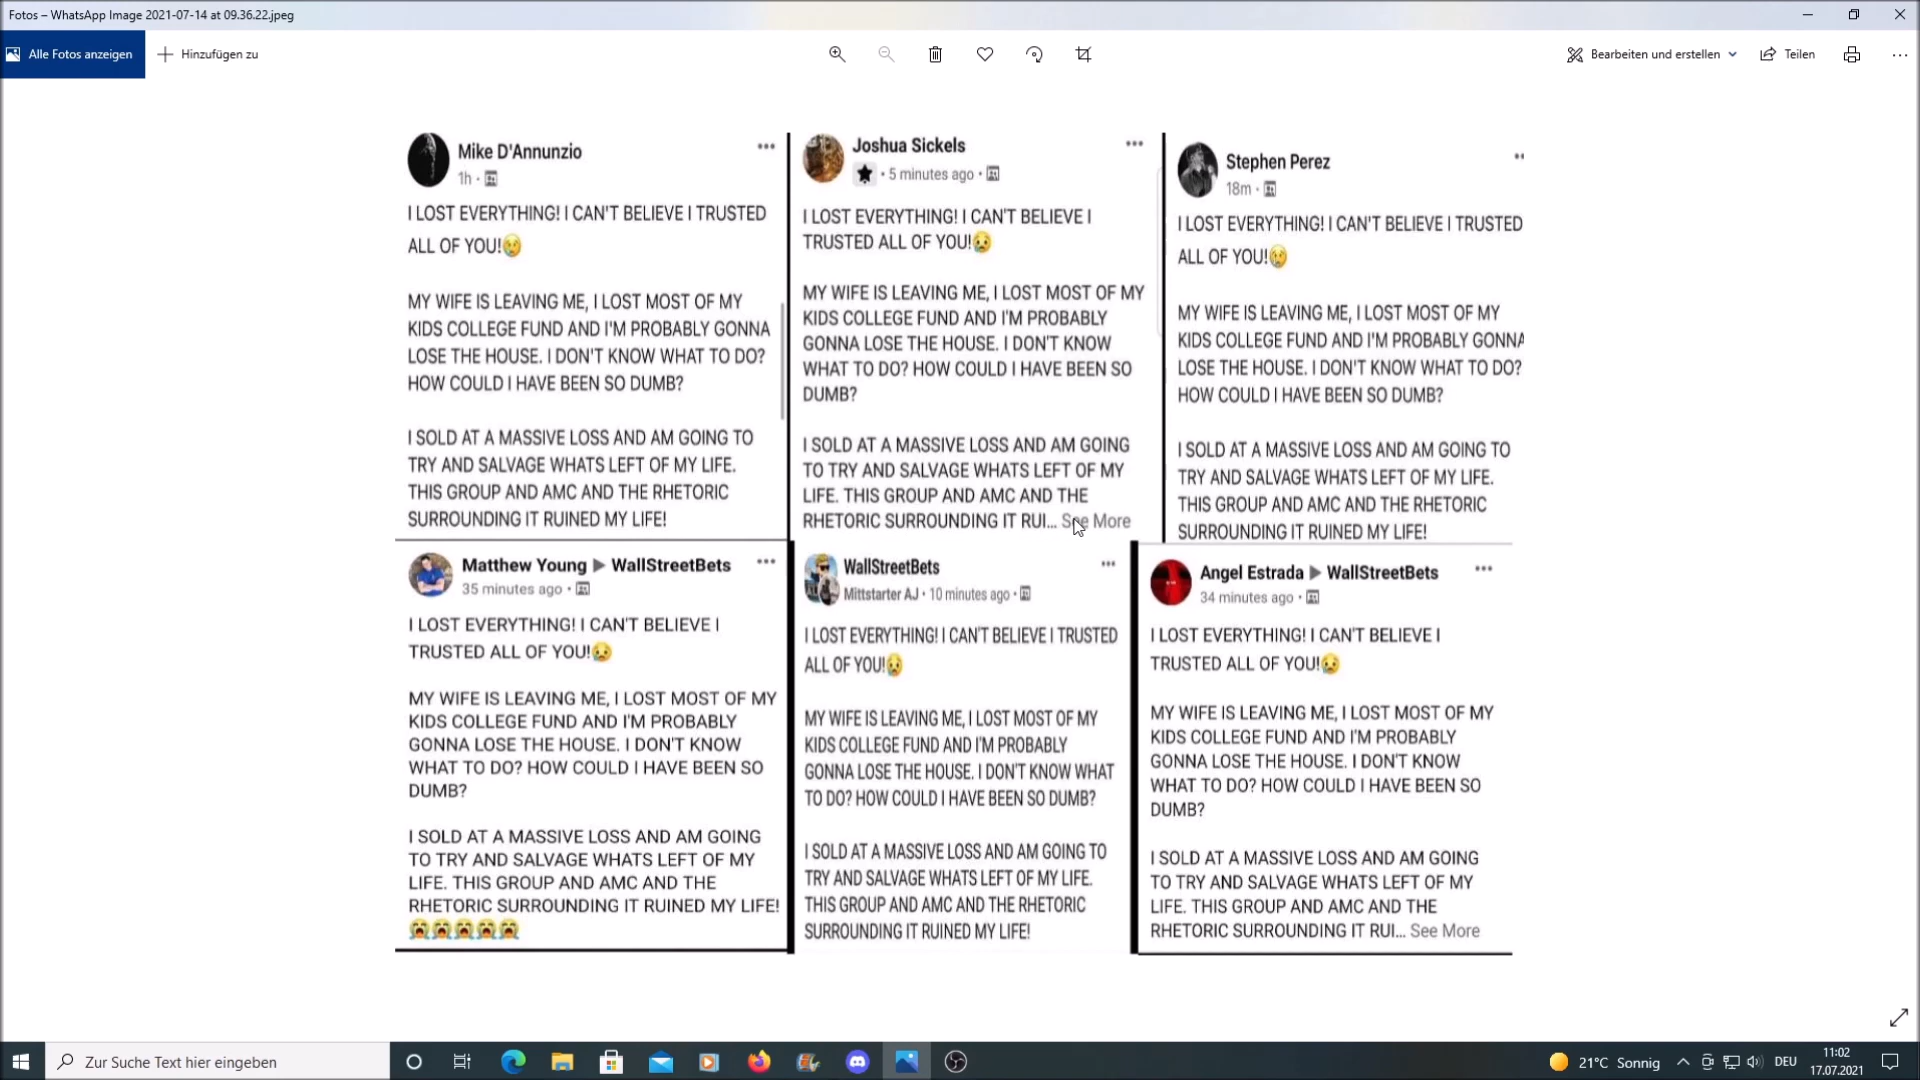 Fotos – WhatsApp Image 2021-07-14 at 09.36.22.jpeg
Alle Fotos anzeigen
Hinzufügen zu
Bearbeiten und erstellen
Teilen
Mike D'Annunzio
1h ·
I LOST EVERYTHING! I CAN'T BELIEVE I TRUSTED
ALL OF YOU!😢
MY WIFE IS LEAVING ME, I LOST MOST OF MY
KIDS COLLEGE FUND AND I'M PROBABLY GONNA
LOSE THE HOUSE. I DON'T KNOW WHAT TO DO?
HOW COULD I HAVE BEEN SO DUMB?
I SOLD AT A MASSIVE LOSS AND AM GOING TO
TRY AND SALVAGE WHATS LEFT OF MY LIFE.
THIS GROUP AND AMC AND THE RHETORIC
SURROUNDING IT RUINED MY LIFE!
Joshua Sickels
· 5 minutes ago ·
I LOST EVERYTHING! I CAN'T BELIEVE I
TRUSTED ALL OF YOU!😢
MY WIFE IS LEAVING ME, I LOST MOST OF MY
KIDS COLLEGE FUND AND I'M PROBABLY
GONNA LOSE THE HOUSE. I DON'T KNOW
WHAT TO DO? HOW COULD I HAVE BEEN SO
DUMB?
I SOLD AT A MASSIVE LOSS AND AM GOING
TO TRY AND SALVAGE WHATS LEFT OF MY
LIFE. THIS GROUP AND AMC AND THE
RHETORIC SURROUNDING IT RUI... See More
Stephen Perez
18m ·
I LOST EVERYTHING! I CAN'T BELIEVE I TRUSTED
ALL OF YOU!😢
MY WIFE IS LEAVING ME, I LOST MOST OF MY
KIDS COLLEGE FUND AND I'M PROBABLY GONNA
LOSE THE HOUSE. I DON'T KNOW WHAT TO DO?
HOW COULD I HAVE BEEN SO DUMB?
I SOLD AT A MASSIVE LOSS AND AM GOING TO
TRY AND SALVAGE WHATS LEFT OF MY LIFE.
THIS GROUP AND AMC AND THE RHETORIC
SURROUNDING IT RUINED MY LIFE!
Matthew Young ▶ WallStreetBets
35 minutes ago ·
I LOST EVERYTHING! I CAN'T BELIEVE I
TRUSTED ALL OF YOU!😢
MY WIFE IS LEAVING ME, I LOST MOST OF MY
KIDS COLLEGE FUND AND I'M PROBABLY
GONNA LOSE THE HOUSE. I DON'T KNOW
WHAT TO DO? HOW COULD I HAVE BEEN SO
DUMB?
I SOLD AT A MASSIVE LOSS AND AM GOING
TO TRY AND SALVAGE WHATS LEFT OF MY
LIFE. THIS GROUP AND AMC AND THE
RHETORIC SURROUNDING IT RUINED MY LIFE!
😭😭😭😭😭
WallStreetBets
Mittstarter AJ · 10 minutes ago ·
I LOST EVERYTHING! I CAN'T BELIEVE I TRUSTED
ALL OF YOU!😢
MY WIFE IS LEAVING ME, I LOST MOST OF MY
KIDS COLLEGE FUND AND I'M PROBABLY
GONNA LOSE THE HOUSE. I DON'T KNOW WHAT
TO DO? HOW COULD I HAVE BEEN SO DUMB?
I SOLD AT A MASSIVE LOSS AND AM GOING TO
TRY AND SALVAGE WHATS LEFT OF MY LIFE.
THIS GROUP AND AMC AND THE RHETORIC
SURROUNDING IT RUINED MY LIFE!
Angel Estrada ▶ WallStreetBets
34 minutes ago ·
I LOST EVERYTHING! I CAN'T BELIEVE I
TRUSTED ALL OF YOU!😢
MY WIFE IS LEAVING ME, I LOST MOST OF MY
KIDS COLLEGE FUND AND I'M PROBABLY
GONNA LOSE THE HOUSE. I DON'T KNOW
WHAT TO DO? HOW COULD I HAVE BEEN SO
DUMB?
I SOLD AT A MASSIVE LOSS AND AM GOING
TO TRY AND SALVAGE WHATS LEFT OF MY
LIFE. THIS GROUP AND AMC AND THE
RHETORIC SURROUNDING IT RUI... See More
Zur Suche Text hier eingeben
21°C Sonnig
DEU
11:02
17.07.2021